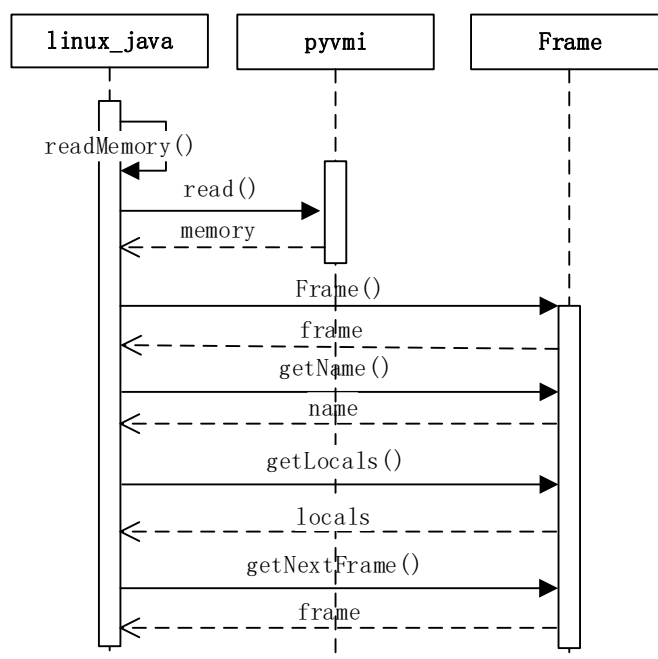 linux_java
pyvmi
Frame
readMemory()
read()
memory
Frame()
frame
getName()
name
getLocals()
locals
getNextFrame()
frame